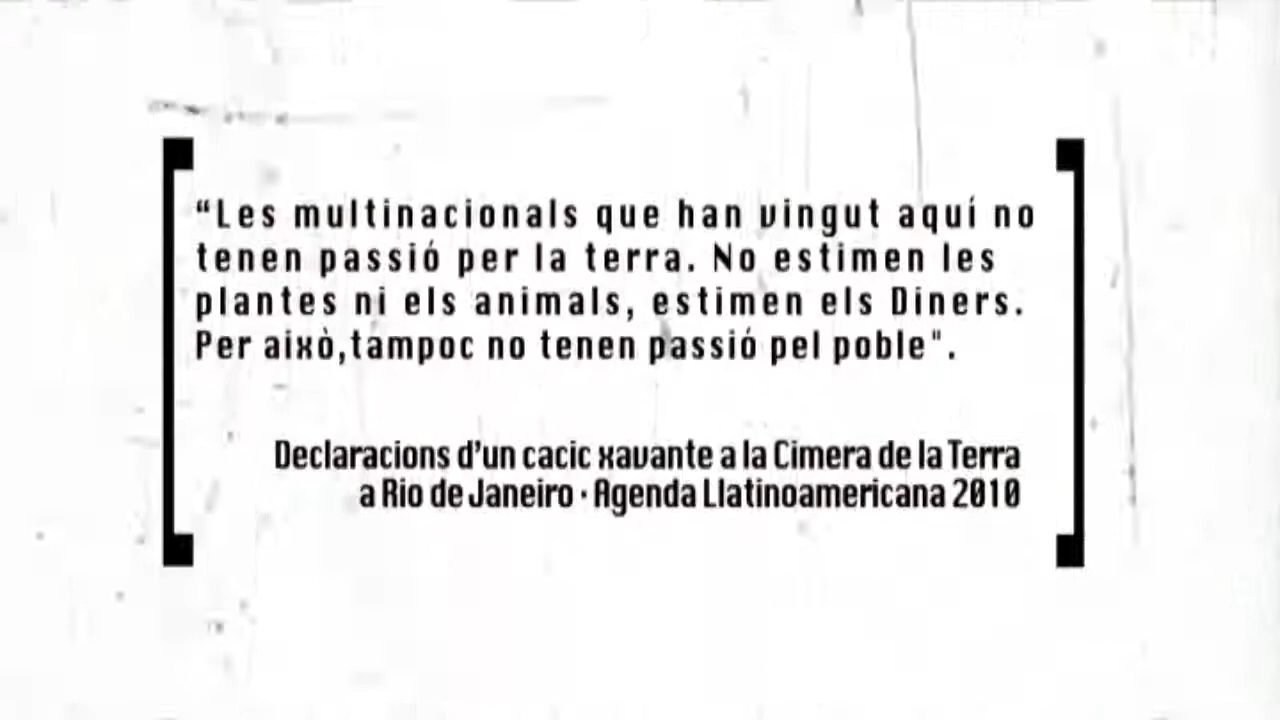 “Les multinacionals que han vingut aquí no
tenen passió per la terra. No estimen les
plantes ni els animals, estimen els Diners.
Per això,tampoc no tenen passió pel poble".
Declaracions d’un cacic xavante a la Cimera de la Terra
a Rio de Janeiro · Agenda Llatinoamericana 2010